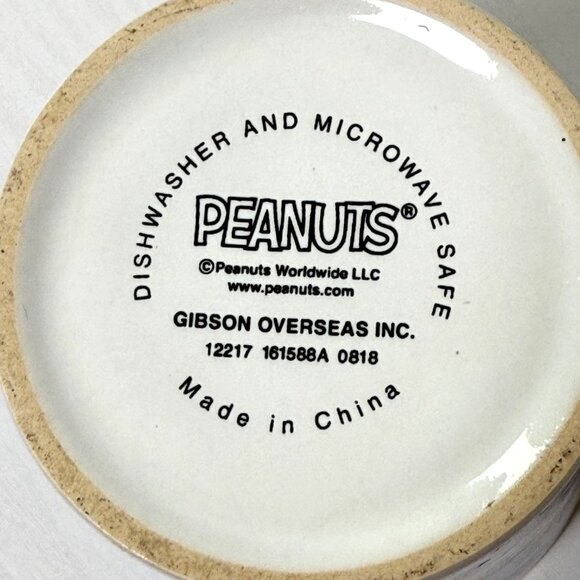 DISHWASHER AND MICROWAVE SAFE
PEANUTS®
©Peanuts Worldwide LLC
www.peanuts.com
GIBSON OVERSEAS INC.
12217 161588A 0818
Made in China